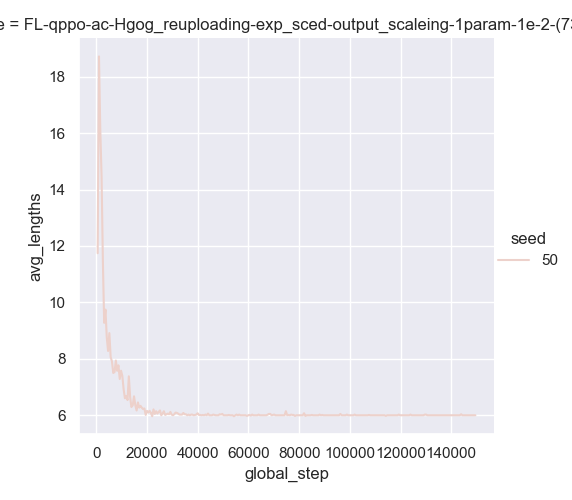 e = FL-qppo-ac-Hgog_reuploading-exp_sced-output_scaleing-1param-1e-2-(73
18
16
14
12
10
8
6
avg_lengths
seed
50
0 20000 40000 60000 80000 100000 120000 140000
global_step